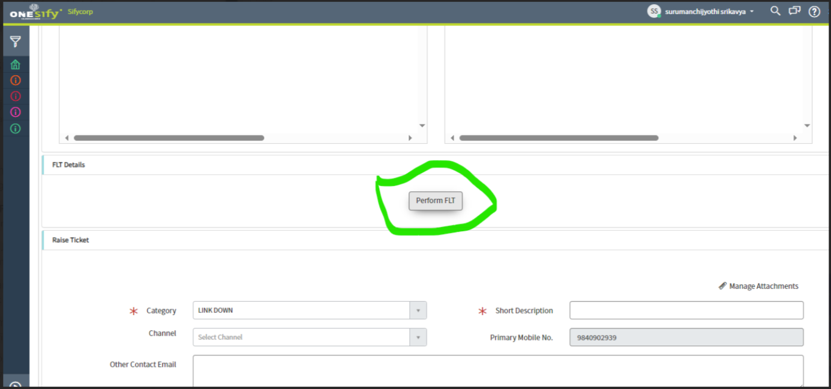 ONESIfy Sifycorp
SS surumanchijyothi srikavya
FLT Details
Perform FLT
Raise Ticket
Manage Attachments
Category LINK DOWN
Short Description
Channel Select Channel
Primary Mobile No. 9840902939
Other Contact Email